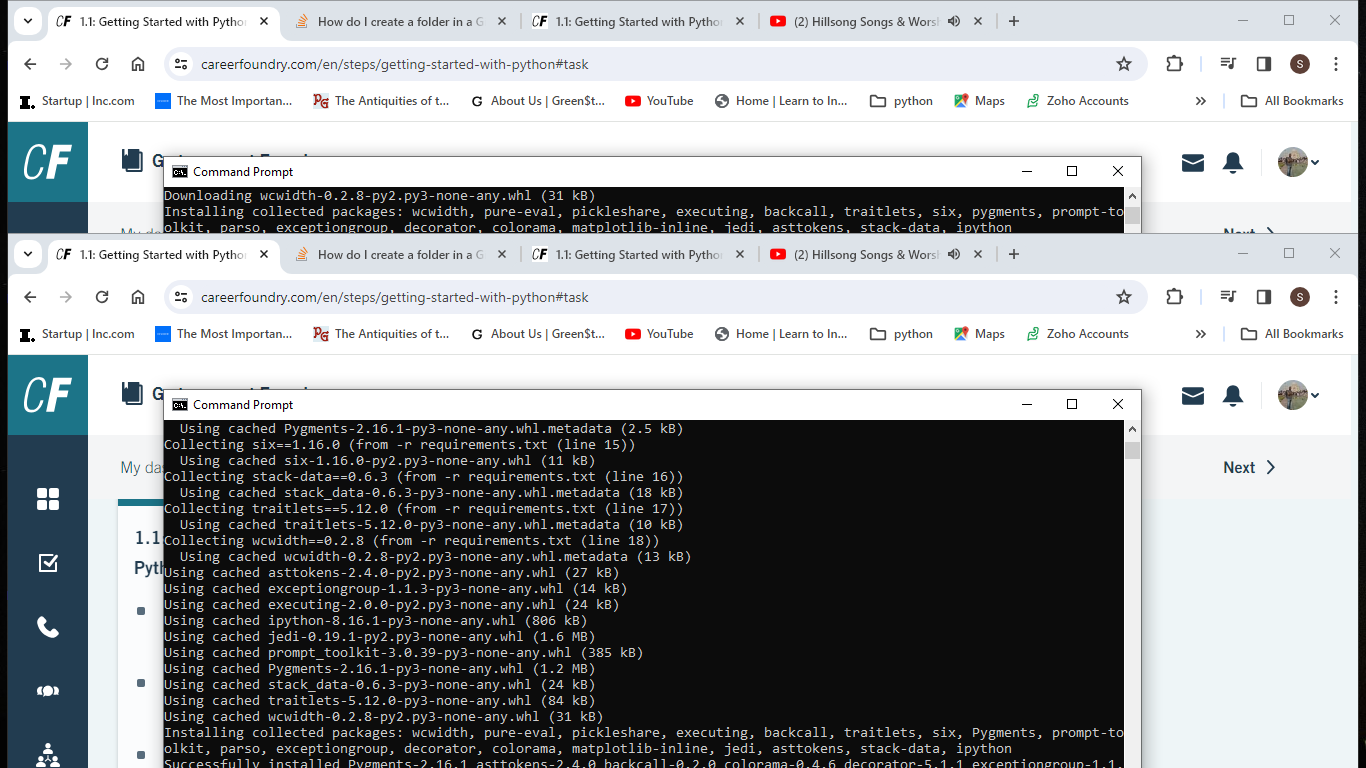 1.1: Getting Started with Pytho
How do I create a folder in a G
1.1: Getting Started with Pytho
(2) Hillsong Songs & Wors
careerfoundry.com/en/steps/getting-started-with-python#task
S
Startup | Inc.com
The Most Importan...
The Antiquities of t...
About Us | Green$t...
YouTube
Home | Learn to In...
python
Maps
Zoho Accounts
All Bookmarks
CF
Command Prompt
Downloading wcwidth-0.2.8-py2.py3-none-any.whl (31 kB)
Installing collected packages: wcwidth, pure-eval, pickleshare, executing, backcall, traitlets, six, Pygments, prompt-to
olkit, parso, exceptiongroup, decorator, colorama, matplotlib-inline, jedi, asttokens, stack-data, ipython
Next
1.1: Getting Started with Pytho
How do I create a folder in a G
1.1: Getting Started with Pytho
(2) Hillsong Songs & Wors
careerfoundry.com/en/steps/getting-started-with-python#task
S
Startup | Inc.com
The Most Importan...
The Antiquities of t...
About Us | Green$t...
YouTube
Home | Learn to In...
python
Maps
Zoho Accounts
All Bookmarks
CF
Command Prompt
My da
Next
1.1
Pyth
Using cached Pygments-2.16.1-py3-none-any.whl.metadata (2.5 kB)
Collecting six==1.16.0 (from -r requirements.txt (line 15))
Using cached six-1.16.0-py2.py3-none-any.whl (11 kB)
Collecting stack-data==0.6.3 (from -r requirements.txt (line 16))
Using cached stack_data-0.6.3-py3-none-any.whl.metadata (18 kB)
Collecting traitlets==5.12.0 (from -r requirements.txt (line 17))
Using cached traitlets-5.12.0-py3-none-any.whl.metadata (10 kB)
Collecting wcwidth==0.2.8 (from -r requirements.txt (line 18))
Using cached wcwidth-0.2.8-py2.py3-none-any.whl.metadata (13 kB)
Using cached asttokens-2.4.0-py2.py3-none-any.whl (27 kB)
Using cached exceptiongroup-1.1.3-py3-none-any.whl (14 kB)
Using cached executing-2.0.0-py2.py3-none-any.whl (24 kB)
Using cached ipython-8.16.1-py3-none-any.whl (806 kB)
Using cached jedi-0.19.1-py2.py3-none-any.whl (1.6 MB)
Using cached prompt_toolkit-3.0.39-py3-none-any.whl (385 kB)
Using cached Pygments-2.16.1-py3-none-any.whl (1.2 MB)
Using cached stack_data-0.6.3-py3-none-any.whl (24 kB)
Using cached traitlets-5.12.0-py3-none-any.whl (84 kB)
Using cached wcwidth-0.2.8-py2.py3-none-any.whl (31 kB)
Installing collected packages: wcwidth, pure-eval, pickleshare, executing, backcall, traitlets, six, Pygments, prompt-to
olkit, parso, exceptiongroup, decorator, colorama, matplotlib-inline, jedi, asttokens, stack-data, ipython
Successfully installed Pygments-2.16.1 asttokens-2.4.0 backcall-0.2.0 colorama-0.4.6 decorator-5.1.1 exceptiongroup-1.1.